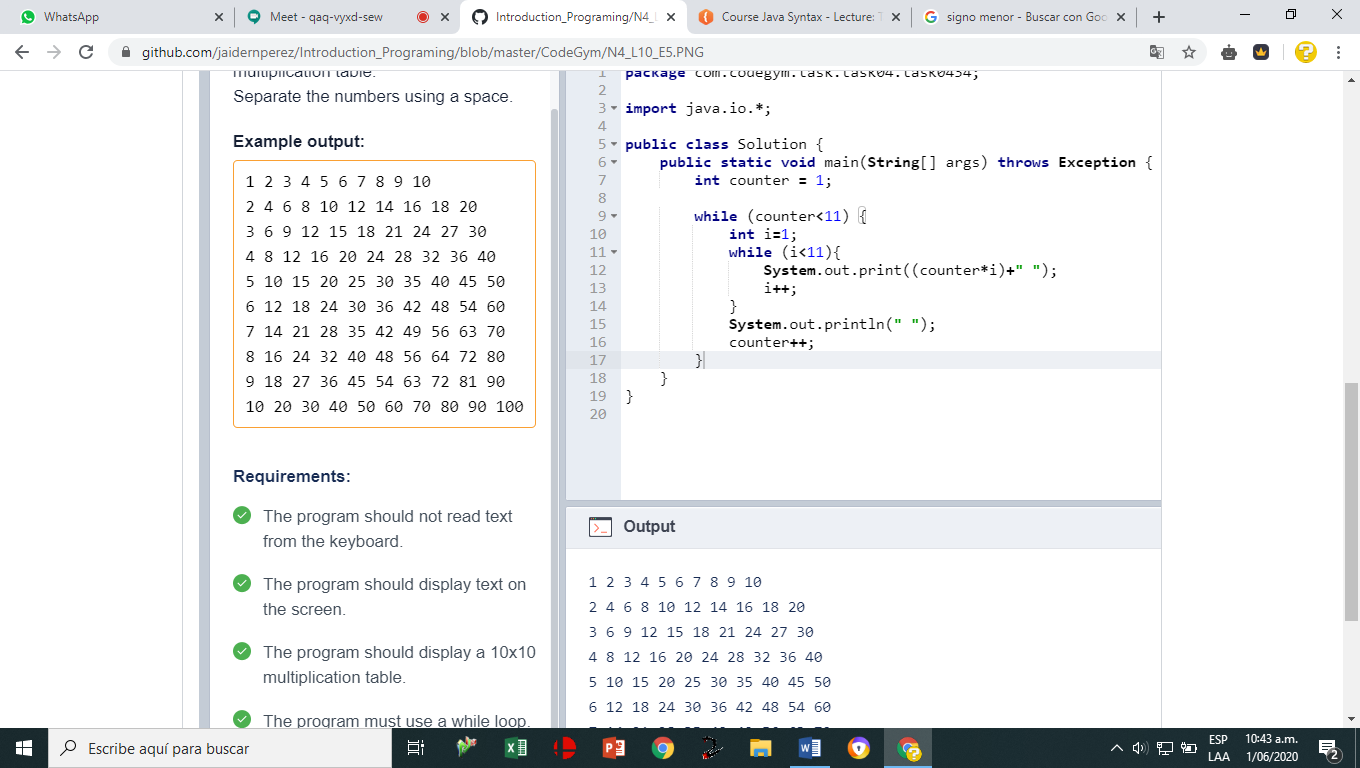 WhatsApp
Meet - qaq-vyxd-sew
Introduction_Programing/N4_L
Course Java Syntax - Lecture: T
signo menor - Buscar con Goo
github.com/jaidernperez/Introduction_Programing/blob/master/CodeGym/N4_L10_E5.PNG
multiplication table.
Separate the numbers using a space.
Example output:
1 2 3 4 5 6 7 8 9 10
2 4 6 8 10 12 14 16 18 20
3 6 9 12 15 18 21 24 27 30
4 8 12 16 20 24 28 32 36 40
5 10 15 20 25 30 35 40 45 50
6 12 18 24 30 36 42 48 54 60
7 14 21 28 35 42 49 56 63 70
8 16 24 32 40 48 56 64 72 80
9 18 27 36 45 54 63 72 81 90
10 20 30 40 50 60 70 80 90 100
Requirements:
The program should not read text
from the keyboard.
The program should display text on
the screen.
The program should display a 10x10
multiplication table.
The program must use a while loop.
1 package com.codegym.task.task04.task0434;
2
3 import java.io.*;
4
5 public class Solution {
6 public static void main(String[] args) throws Exception {
7 int counter = 1;
8
9 while (counter<11) {
10 int i=1;
11 while (i<11){
12 System.out.print((counter*i)+" ");
13 i++;
14 }
15 System.out.println(" ");
16 counter++;
17 }
18 }
19 }
20
Output
1 2 3 4 5 6 7 8 9 10
2 4 6 8 10 12 14 16 18 20
3 6 9 12 15 18 21 24 27 30
4 8 12 16 20 24 28 32 36 40
5 10 15 20 25 30 35 40 45 50
6 12 18 24 30 36 42 48 54 60
Escribe aquí para buscar
ESP
LAA
10:43 a.m.
1/06/2020
2